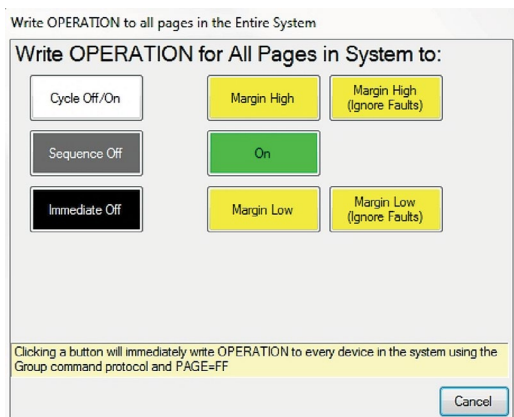 Write OPERATION to all pages in the Entire System
Write OPERATION for All Pages in System to:
Cycle Off/On
Margin High
Margin High
(Ignore Faults)
Sequence Off
On
Immediate Off
Margin Low
Margin Low
(Ignore Faults)
Clicking a button will immediately write OPERATION to every device in the system using the
Group command protocol and PAGE=FF
Cancel